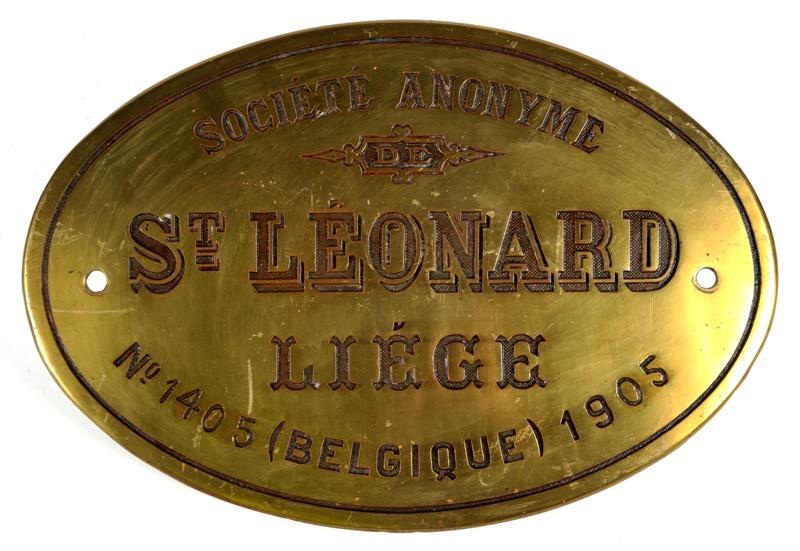 SOCIÉTÉ ANONYME
DE
ST LÉONARD
LIÉGE
No 1405 (BELGIQUE) 1905